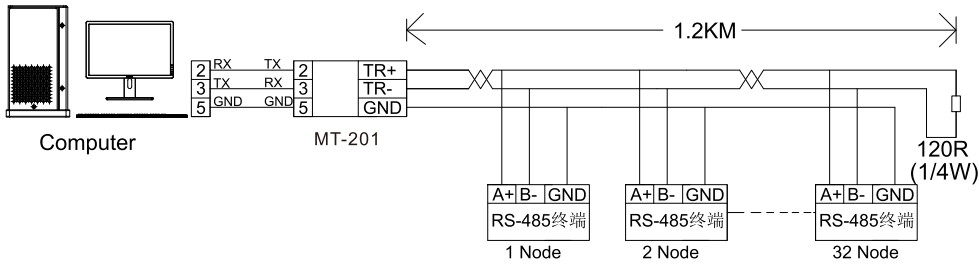 1.2KM
RX TX
2 2 TR+
TX RX
3 3 TR-
GND GND
5 5 GND
Computer
MT-201
120R
(1/4W)
A+ B- GND
RS-485终端
1 Node
A+ B- GND
RS-485终端
2 Node
A+ B- GND
RS-485终端
32 Node